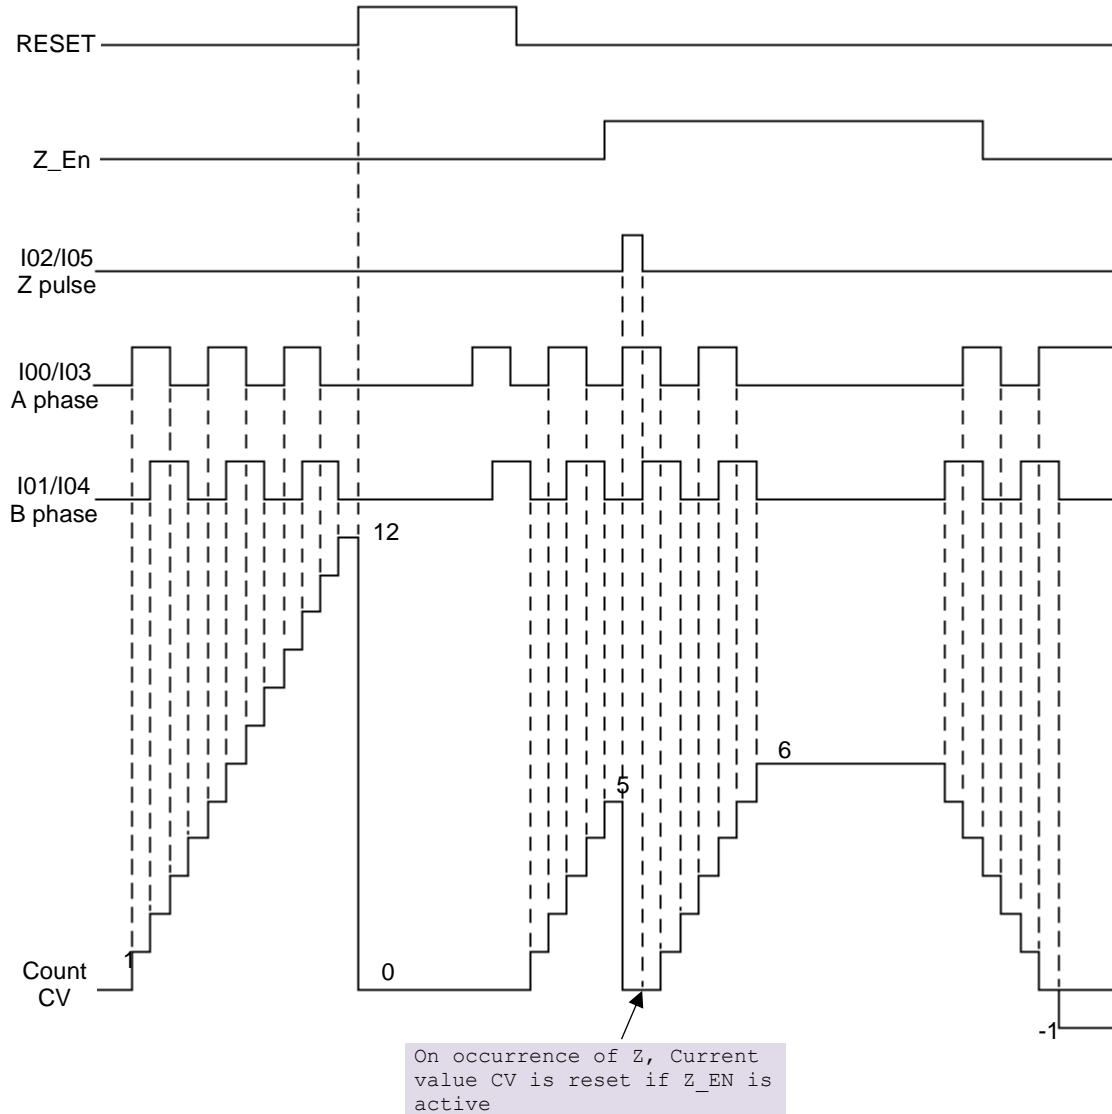 RESET
Z_En
I02/I05
Z pulse
I00/I03
A phase
I01/I04
B phase
12
6
5
1
0
Count
CV
-1
On occurrence of Z, Current
value CV is reset if Z_EN is
active